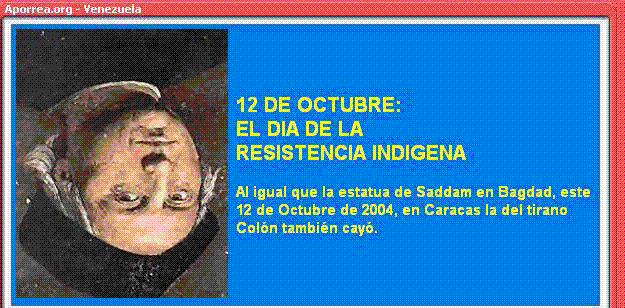 Aporrea.org - Venezuela
12 DE OCTUBRE:
EL DIA DE LA
RESISTENCIA INDIGENA
Al igual que la estatua de Saddam en Bagdad, este
12 de Octubre de 2004, en Caracas la del tirano
Colón también cayó.